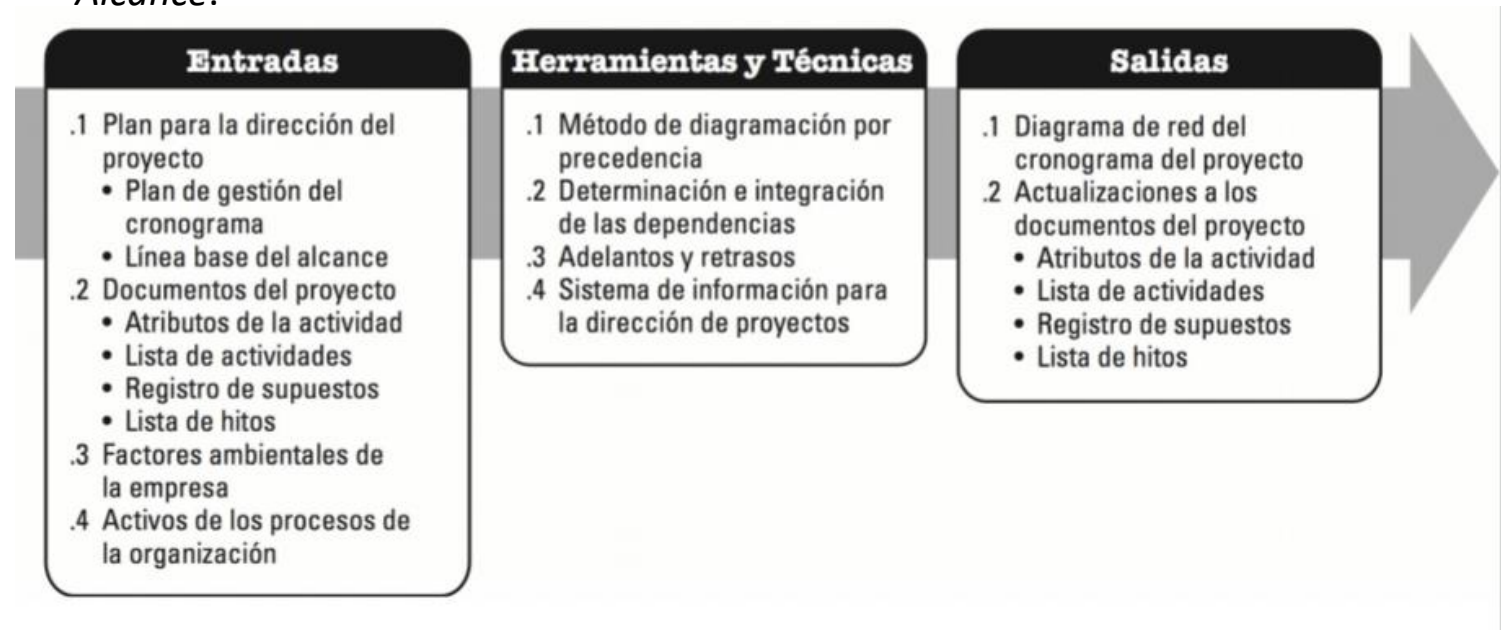 Alcance?
Entradas
.1 Plan para la dirección del
proyecto
• Plan de gestión del
cronograma
• Línea base del alcance
.2 Documentos del proyecto
• Atributos de la actividad
• Lista de actividades
• Registro de supuestos
• Lista de hitos
.3 Factores ambientales de
la empresa
.4 Activos de los procesos de
la organización
Herramientas y Técnicas
.1 Método de diagramación por
precedencia
.2 Determinación e integración
de las dependencias
.3 Adelantos y retrasos
.4 Sistema de información para
la dirección de proyectos
Salidas
.1 Diagrama de red del
cronograma del proyecto
.2 Actualizaciones a los
documentos del proyecto
• Atributos de la actividad
• Lista de actividades
• Registro de supuestos
• Lista de hitos